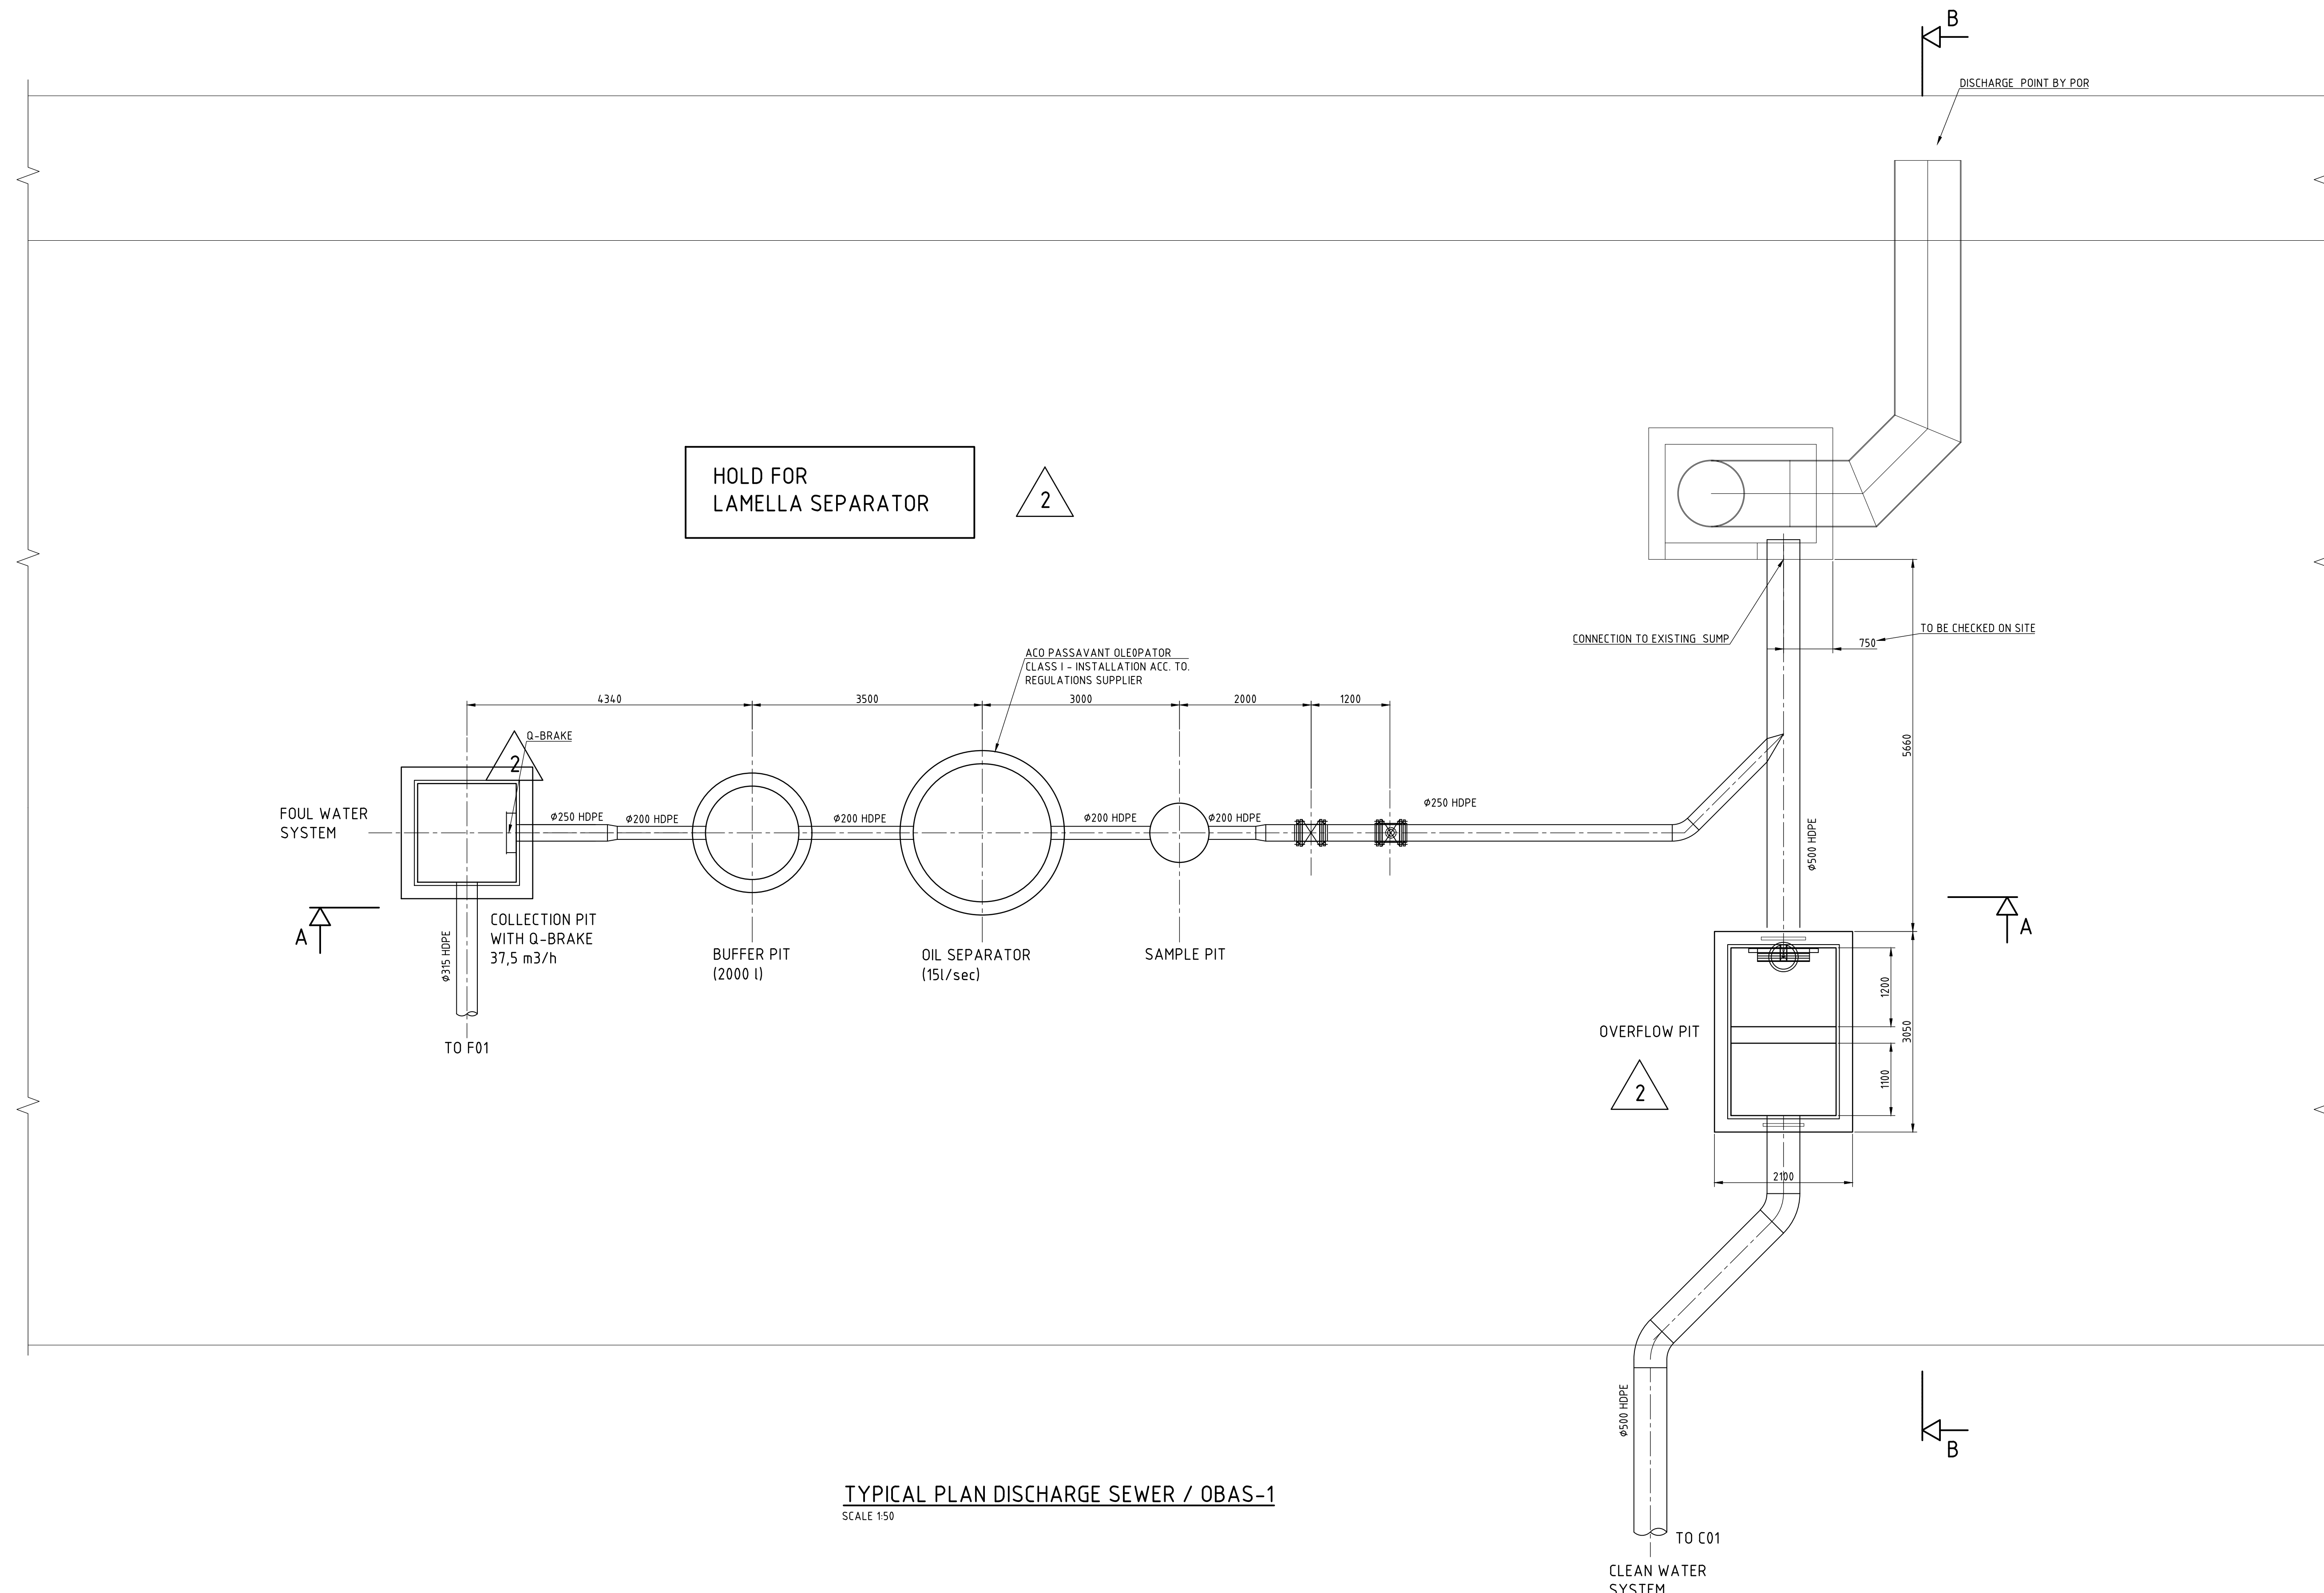 B
DISCHARGE POINT BY POR
HOLD FOR
LAMELLA SEPARATOR
2
CONNECTION TO EXISTING SUMP
750
TO BE CHECKED ON SITE
ACO PASSAVANT OLEOPATOR
CLASS I - INSTALLATION ACC. TO.
REGULATIONS SUPPLIER
4340
3500
3000
2000
1200
5660
Q-BRAKE
2
FOUL WATER
SYSTEM
Ø250 HDPE
Ø200 HDPE
Ø200 HDPE
Ø200 HDPE
Ø200 HDPE
Ø250 HDPE
Ø500 HDPE
A
COLLECTION PIT
WITH Q-BRAKE
37,5 m3/h
Ø315 HDPE
TO F01
BUFFER PIT
(2000 l)
OIL SEPARATOR
(15l/sec)
SAMPLE PIT
A
OVERFLOW PIT
2
1200
3050
1100
2100
Ø500 HDPE
B
TYPICAL PLAN DISCHARGE SEWER / OBAS-1
SCALE 1:50
TO C01
CLEAN WATER
SYSTEM